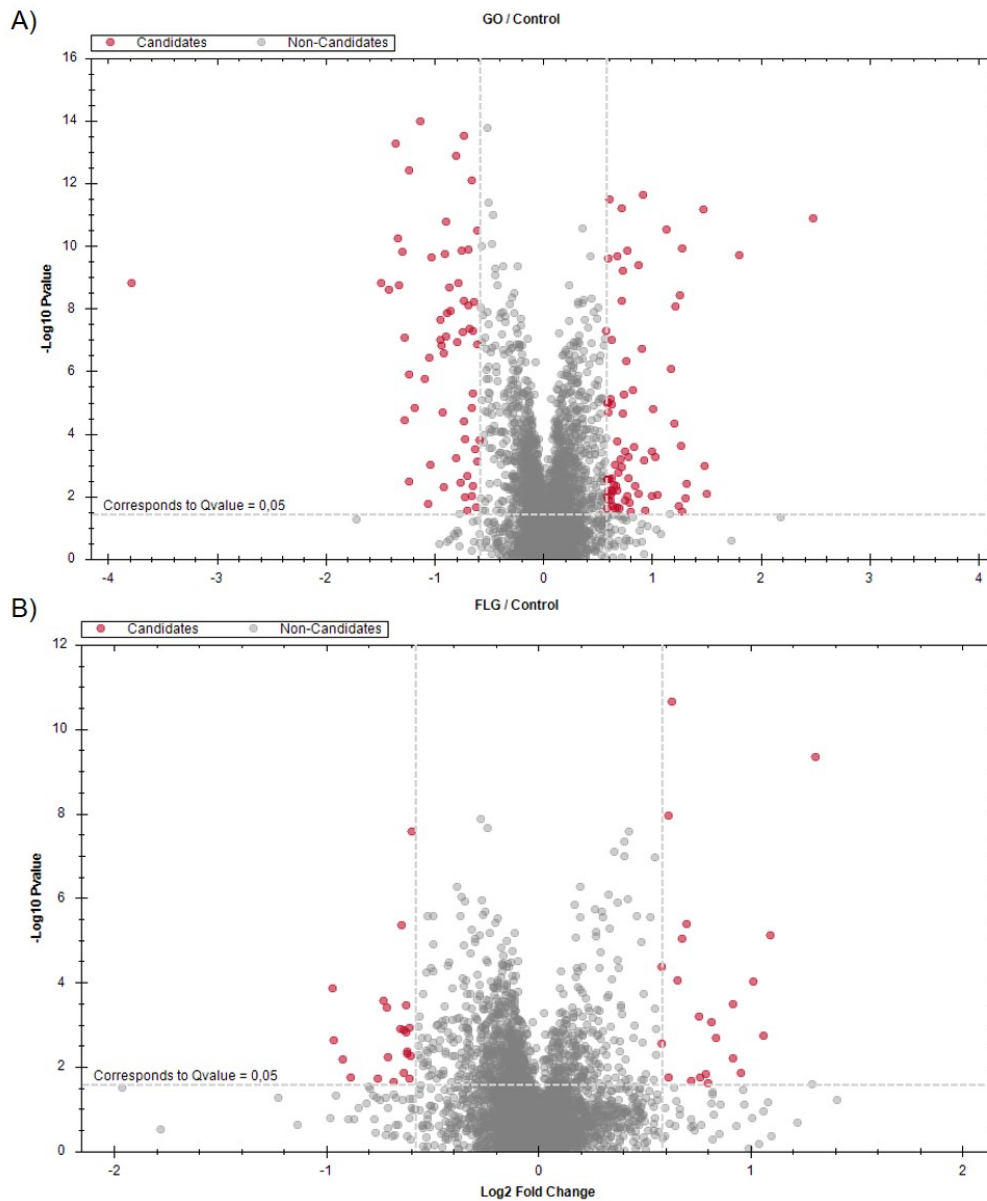 A)
GO / Control
Candidates Non-Candidates
16
14
12
10
8
6
4
2
0
-Log10 Pvalue
Corresponds to Qvalue = 0,05
-4 -3 -2 -1 0 1 2 3 4
B)
FLG / Control
Candidates Non-Candidates
12
10
8
6
4
2
0
-Log10 Pvalue
Corresponds to Qvalue = 0,05
-2 -1 0 1 2
Log2 Fold Change